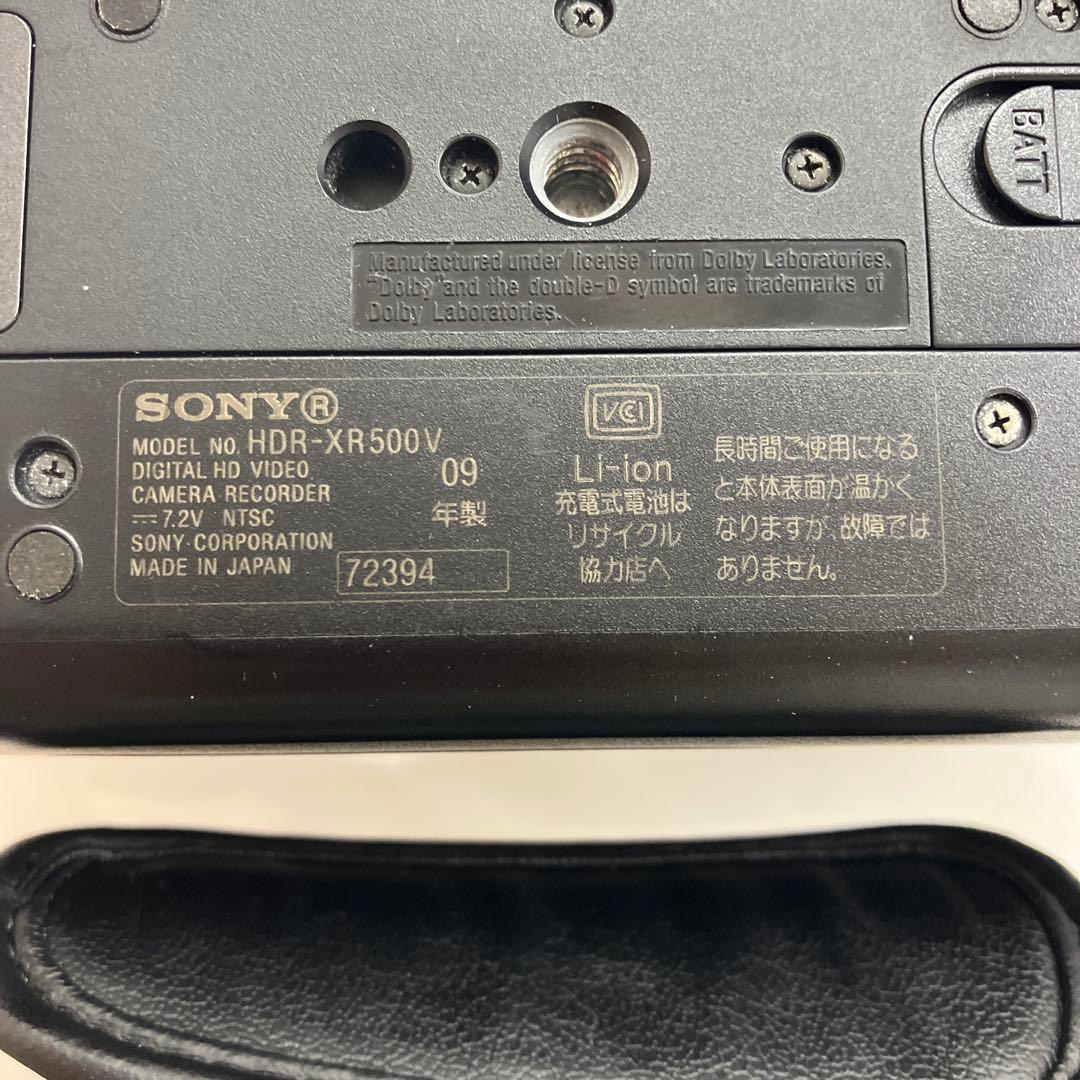 BATT
Manufactured under license from Dolby Laboratories.
"Dolby" and the double-D symbol are trademarks of
Dolby Laboratories.
SONY®
MODEL NO. HDR-XR500V
DIGITAL HD VIDEO
CAMERA RECORDER
⎓7.2V NTSC
SONY CORPORATION
MADE IN JAPAN 72394
09
年製
VCI
Li-ion
充電式電池は
リサイクル
協力店へ
長時間ご使用になる
と本体表面が温かく
なりますが、故障では
ありません。